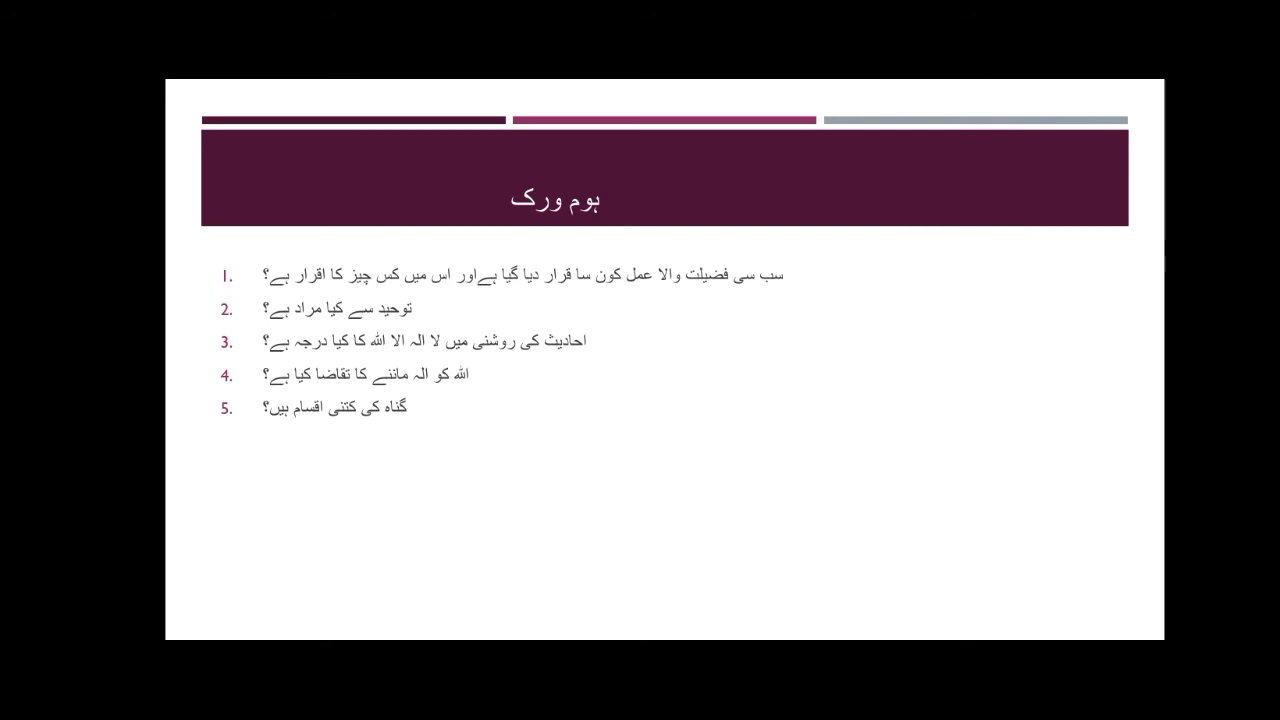 ہوم ورک
1. سب سی فضیلت والا عمل کون سا قرار دیا گیا ہےاور اس میں کس چیز کا اقرار ہے؟
2. توحید سے کیا مراد ہے؟
3. احادیث کی روشنی میں لا الہ الا اللہ کا کیا درجہ ہے؟
4. اللہ کو الہ ماننے کا تقاضا کیا ہے؟
5. گناہ کی کتنی اقسام ہیں؟